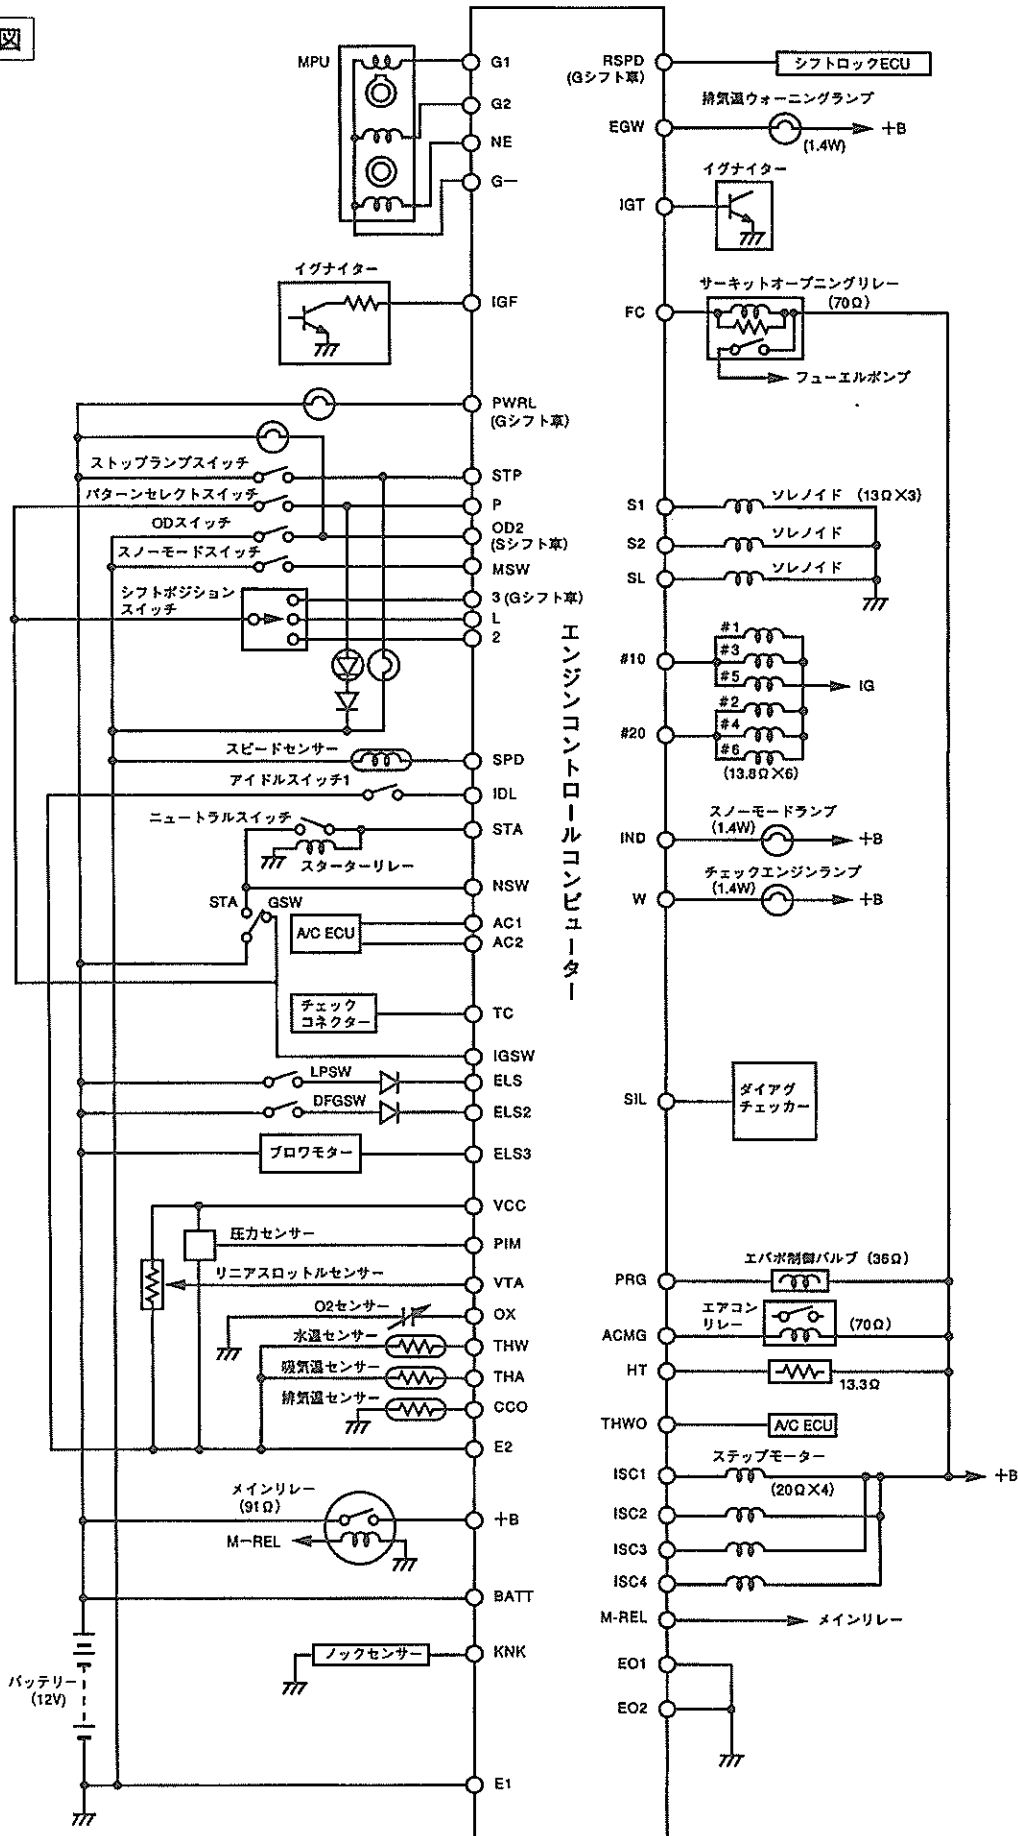 図
MPU
G1
G2
NE
G−
イグナイター
IGF
PWRL
(Gシフト車)
ストップランプスイッチ
STP
パターンセレクトスイッチ
P
ODスイッチ
OD2
(Sシフト車)
スノーモードスイッチ
MSW
シフトポジション
スイッチ
3 (Gシフト車)
L
2
スピードセンサー
SPD
アイドルスイッチ1
IDL
ニュートラルスイッチ
STA
スターターリレー
NSW
STA
GSW
A/C ECU
AC1
AC2
チェック
コネクター
TC
IGSW
LPSW
ELS
DFGSW
ELS2
ブロワモター
ELS3
VCC
圧力センサー
PIM
リニアスロットルセンサー
VTA
O2センサー
OX
水温センサー
THW
吸気温センサー
THA
排気温センサー
CCO
E2
メインリレー
(91Ω)
+B
M−REL
BATT
ノックセンサー
KNK
バッテリー
(12V)
E1
エンジンコントロールコンピューター
RSPD
(Gシフト車)
シフトロックECU
排気温ウォーニングランプ
EGW
+B
(1.4W)
イグナイター
IGT
サーキットオープニングリレー
(70Ω)
FC
フューエルポンプ
S1
ソレノイド (13Ω×3)
S2
ソレノイド
SL
ソレノイド
#1
#3
#10
#5
IG
#2
#20
#4
#6
(13.8Ω×6)
スノーモードランプ
(1.4W)
IND
+B
チェックエンジンランプ
(1.4W)
W
+B
SIL
ダイアグ
チェッカー
エバポ制御バルブ (36Ω)
PRG
エアコン
リレー
(70Ω)
ACMG
HT
13.3Ω
THWO
A/C ECU
ステップモーター
ISC1
(20Ω×4)
+B
ISC2
ISC3
ISC4
M-REL
メインリレー
EO1
EO2